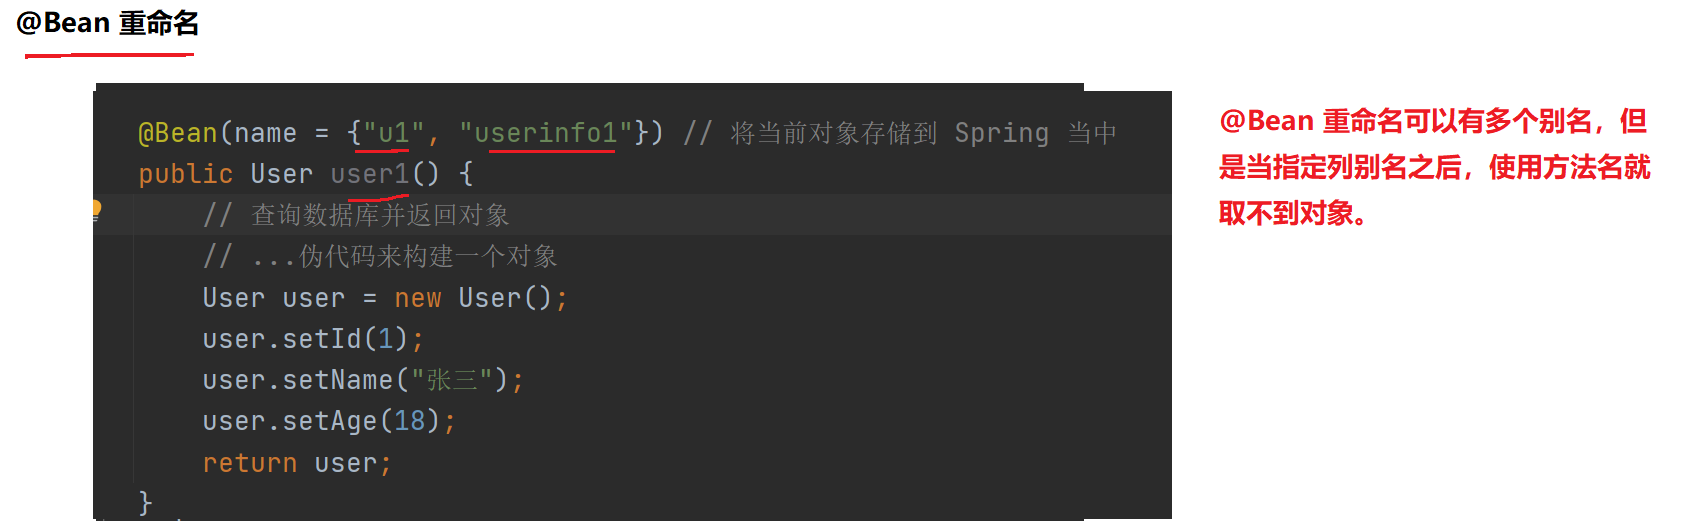 @Bean 重命名
@Bean(name = {"u1", "userinfo1"}) // 将当前对象存储到 Spring 当中
public User user1() {
// 查询数据库并返回对象
// ...伪代码来构建一个对象
User user = new User();
user.setId(1);
user.setName("张三");
user.setAge(18);
return user;
}
@Bean 重命名可以有多个别名，但
是当指定列别名之后，使用方法名就
取不到对象。